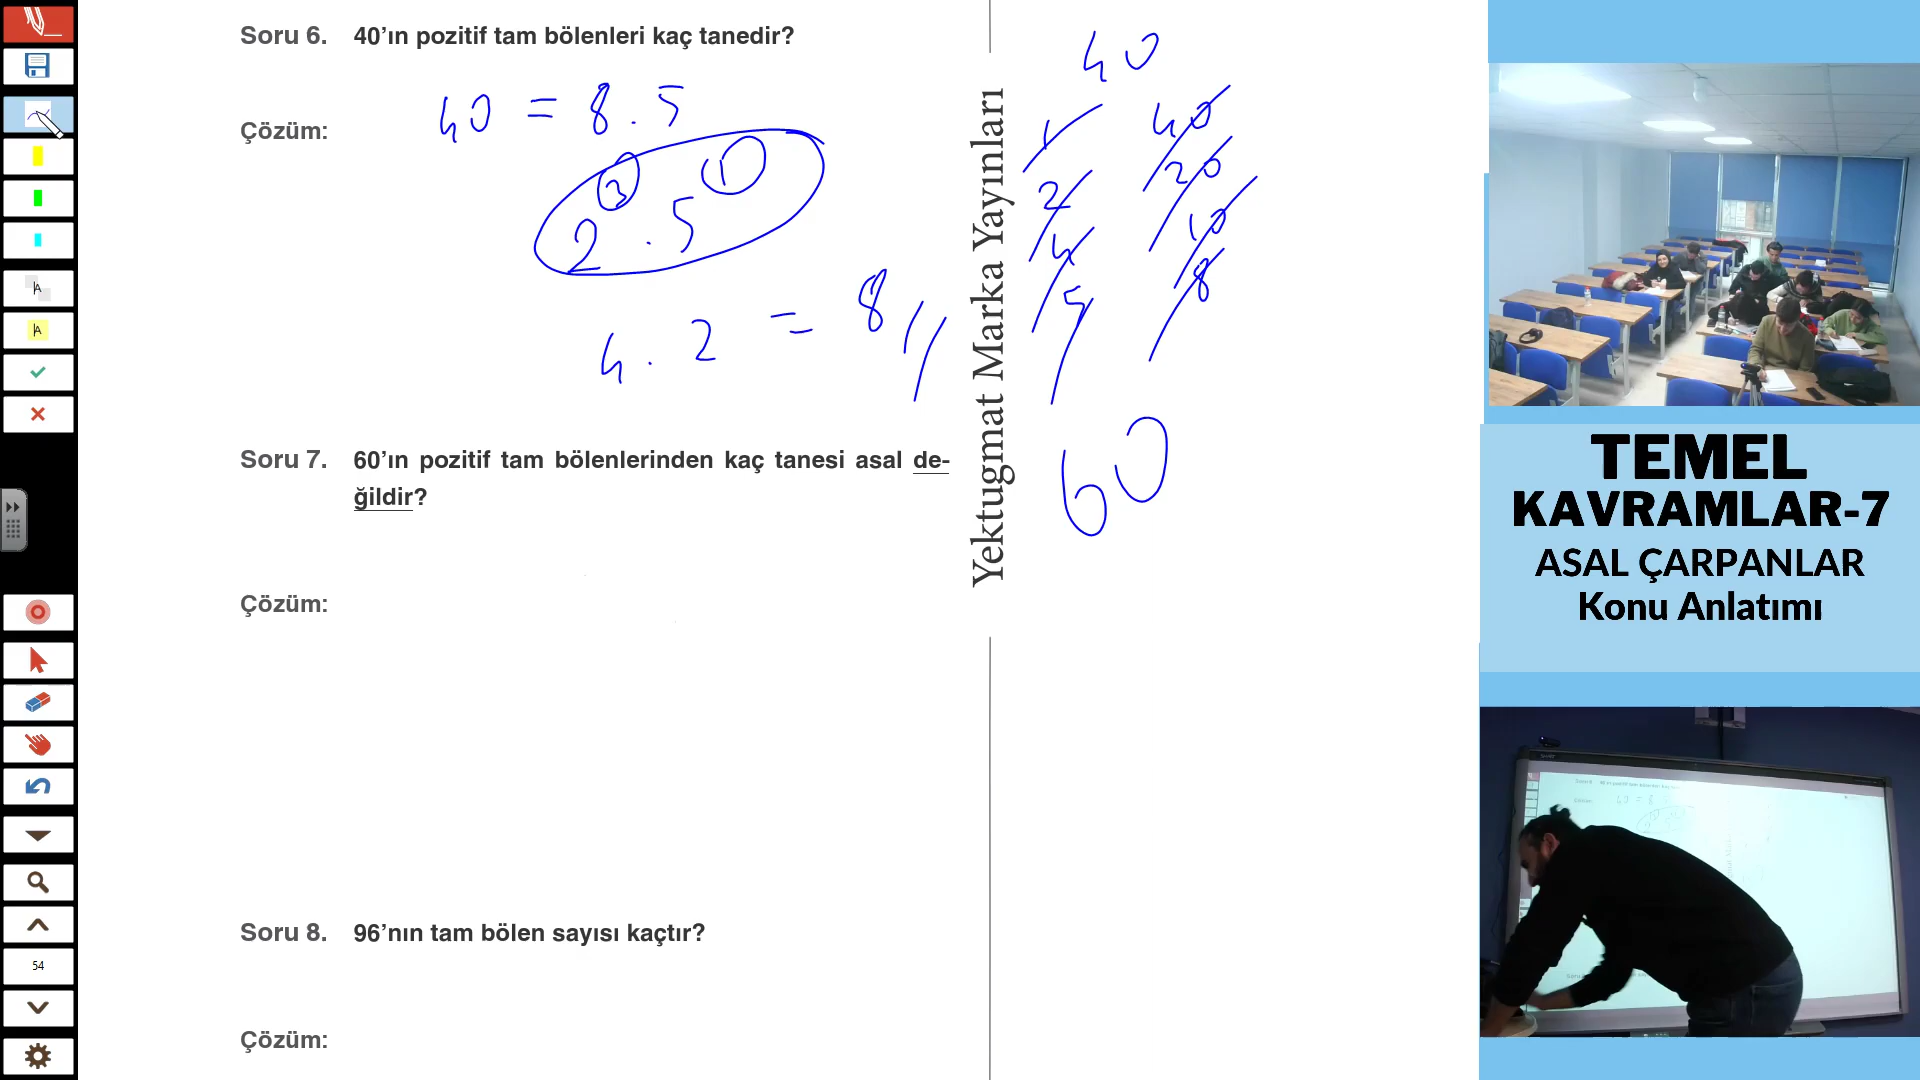 Soru 6. 40’ın pozitif tam bölenleri kaç tanedir?
Çözüm:
40 = 8 . 5
2³ . 5¹
4 . 2 = 8 //
Soru 7. 60’ın pozitif tam bölenlerinden kaç tanesi asal de-
ğildir?
Çözüm:
Soru 8. 96’nın tam bölen sayısı kaçtır?
Çözüm:
Yektugmat Marka Yayınları
40
1 40
2 20
4 10
5 8
60
TEMEL
KAVRAMLAR-7
ASAL ÇARPANLAR
Konu Anlatımı
A
A
54